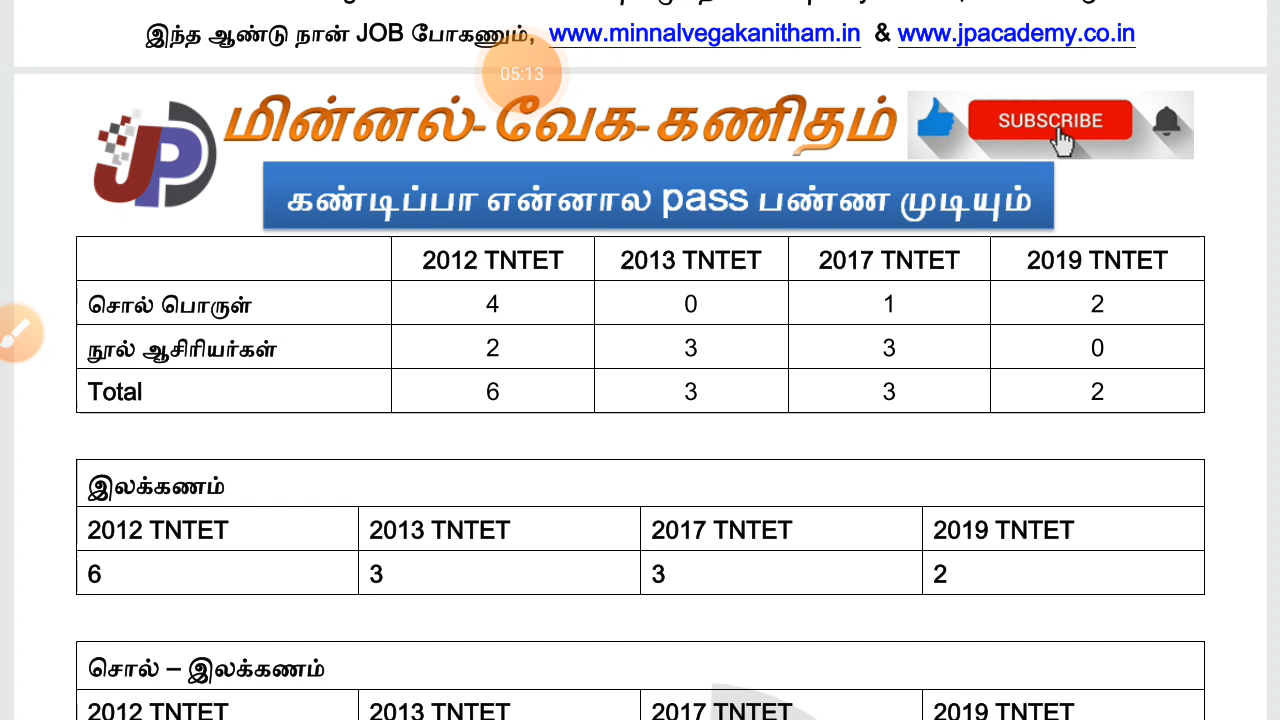 இந்த ஆண்டு நான் JOB போகணும், www.minnalvegakanitham.in & www.jpacademy.co.in
05:13
JP மின்னல்-வேக-கணிதம் SUBSCRIBE
கண்டிப்பா என்னால pass பண்ண முடியும்
2012 TNTET 2013 TNTET 2017 TNTET 2019 TNTET
சொல் பொருள் 4 0 1 2
நூல் ஆசிரியர்கள் 2 3 3 0
Total 6 3 3 2
இலக்கணம்
2012 TNTET 2013 TNTET 2017 TNTET 2019 TNTET
6 3 3 2
சொல் – இலக்கணம்
2012 TNTET 2013 TNTET 2017 TNTET 2019 TNTET